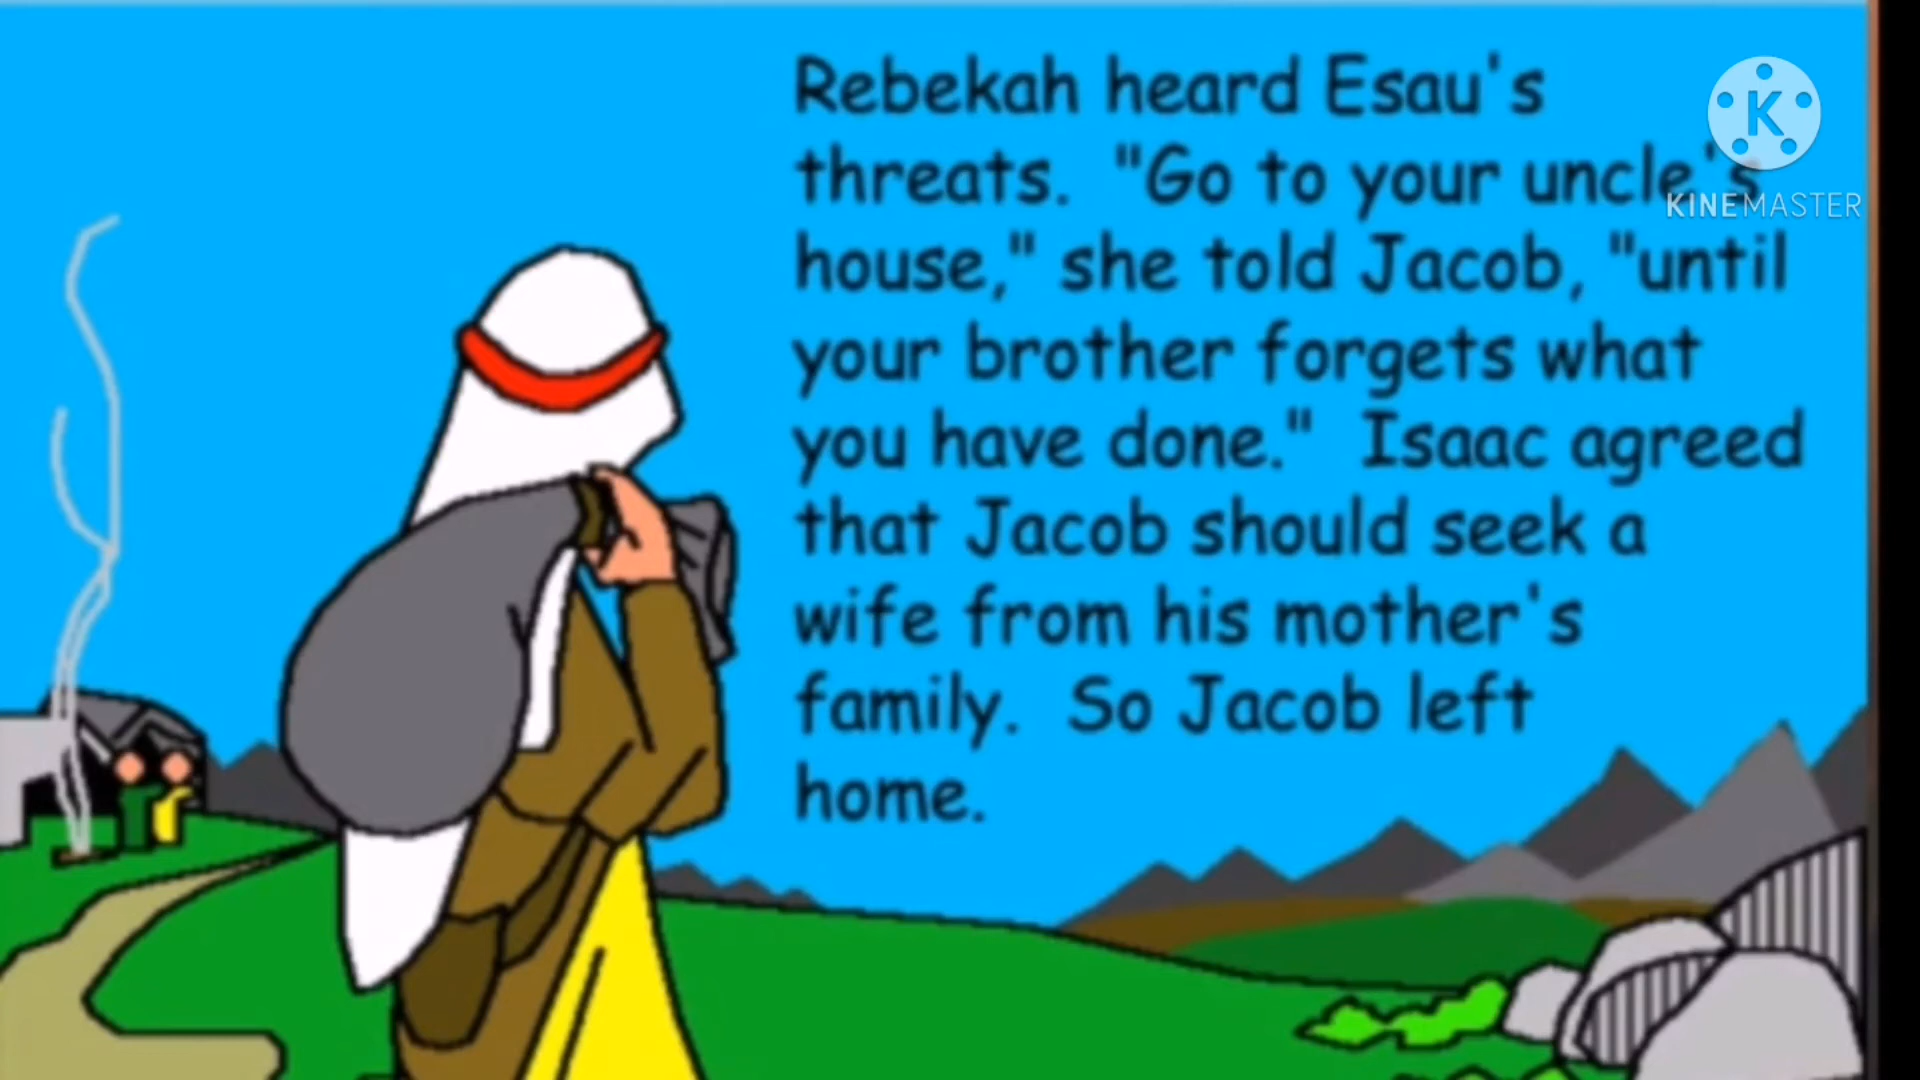 Rebekah heard Esau's
threats. "Go to your uncle's
house," she told Jacob, "until
your brother forgets what
you have done." Isaac agreed
that Jacob should seek a
wife from his mother's
family. So Jacob left
home.
K
KINEMASTER